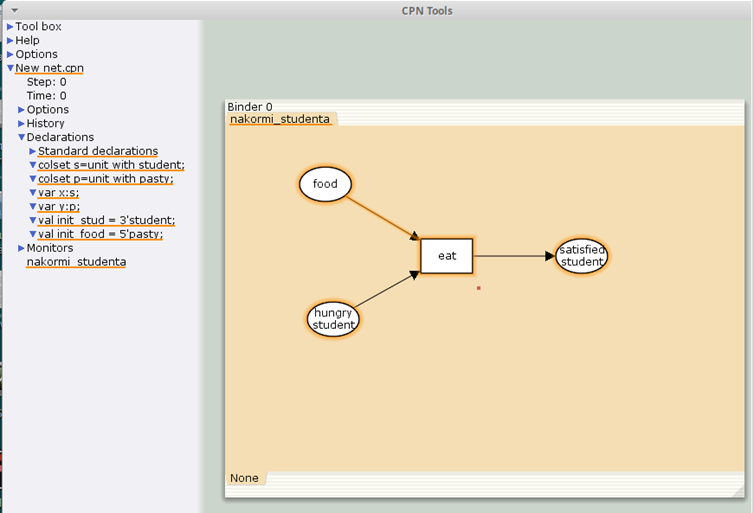 CPN Tools
Tool box
Help
Options
New net.cpn
Step: 0
Time: 0
Options
History
Declarations
Standard declarations
colset s=unit with student;
colset p=unit with pasty;
var x:s;
var y:p;
val init_stud = 3`student;
val init_food = 5`pasty;
Monitors
nakormi_studenta
Binder 0
nakormi_studenta
food
eat
satisfied
student
hungry
student
None